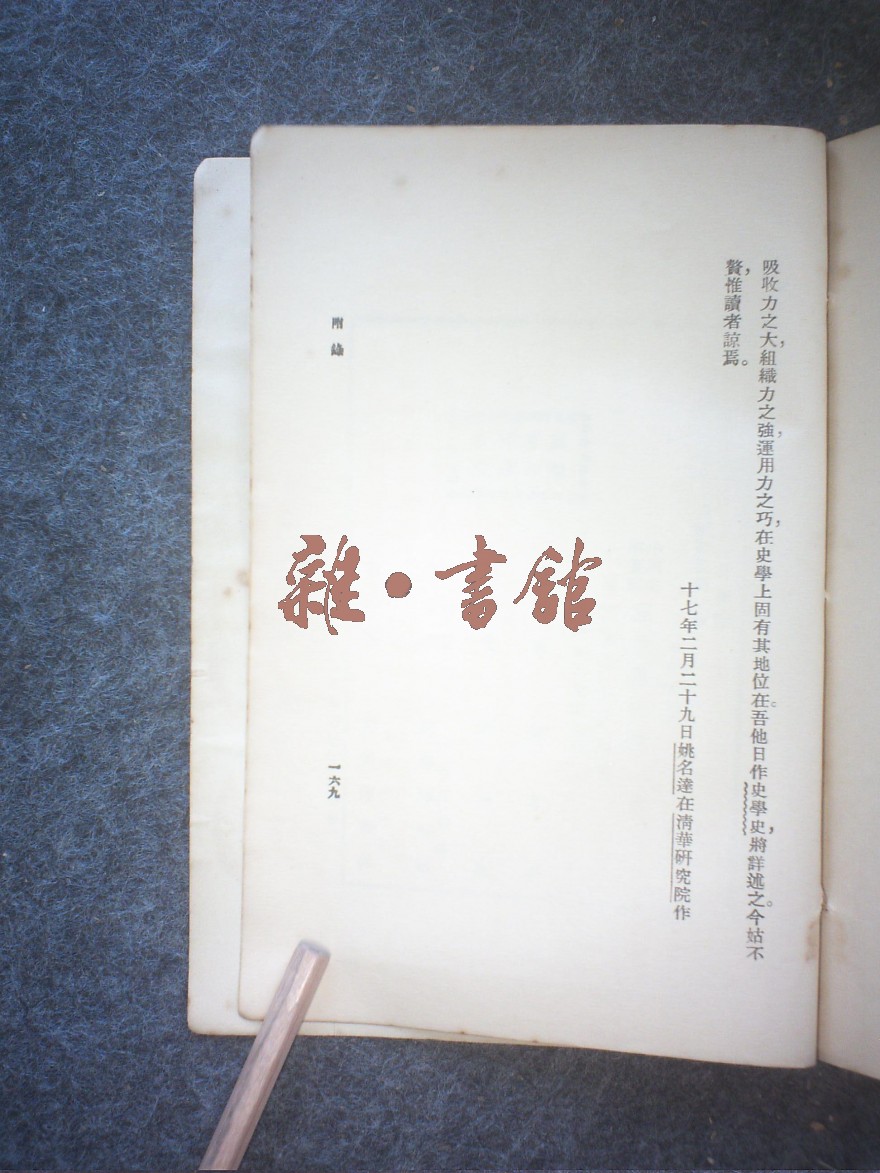 吸收力之大，組織力之強，運用力之巧，在史學上固有其地位在。吾他日作史學史，將詳述之。今姑不
贅，惟讀者諒焉。
十七年二月二十九日姚名達在清華研究院作
附錄
一六九
雜·書館